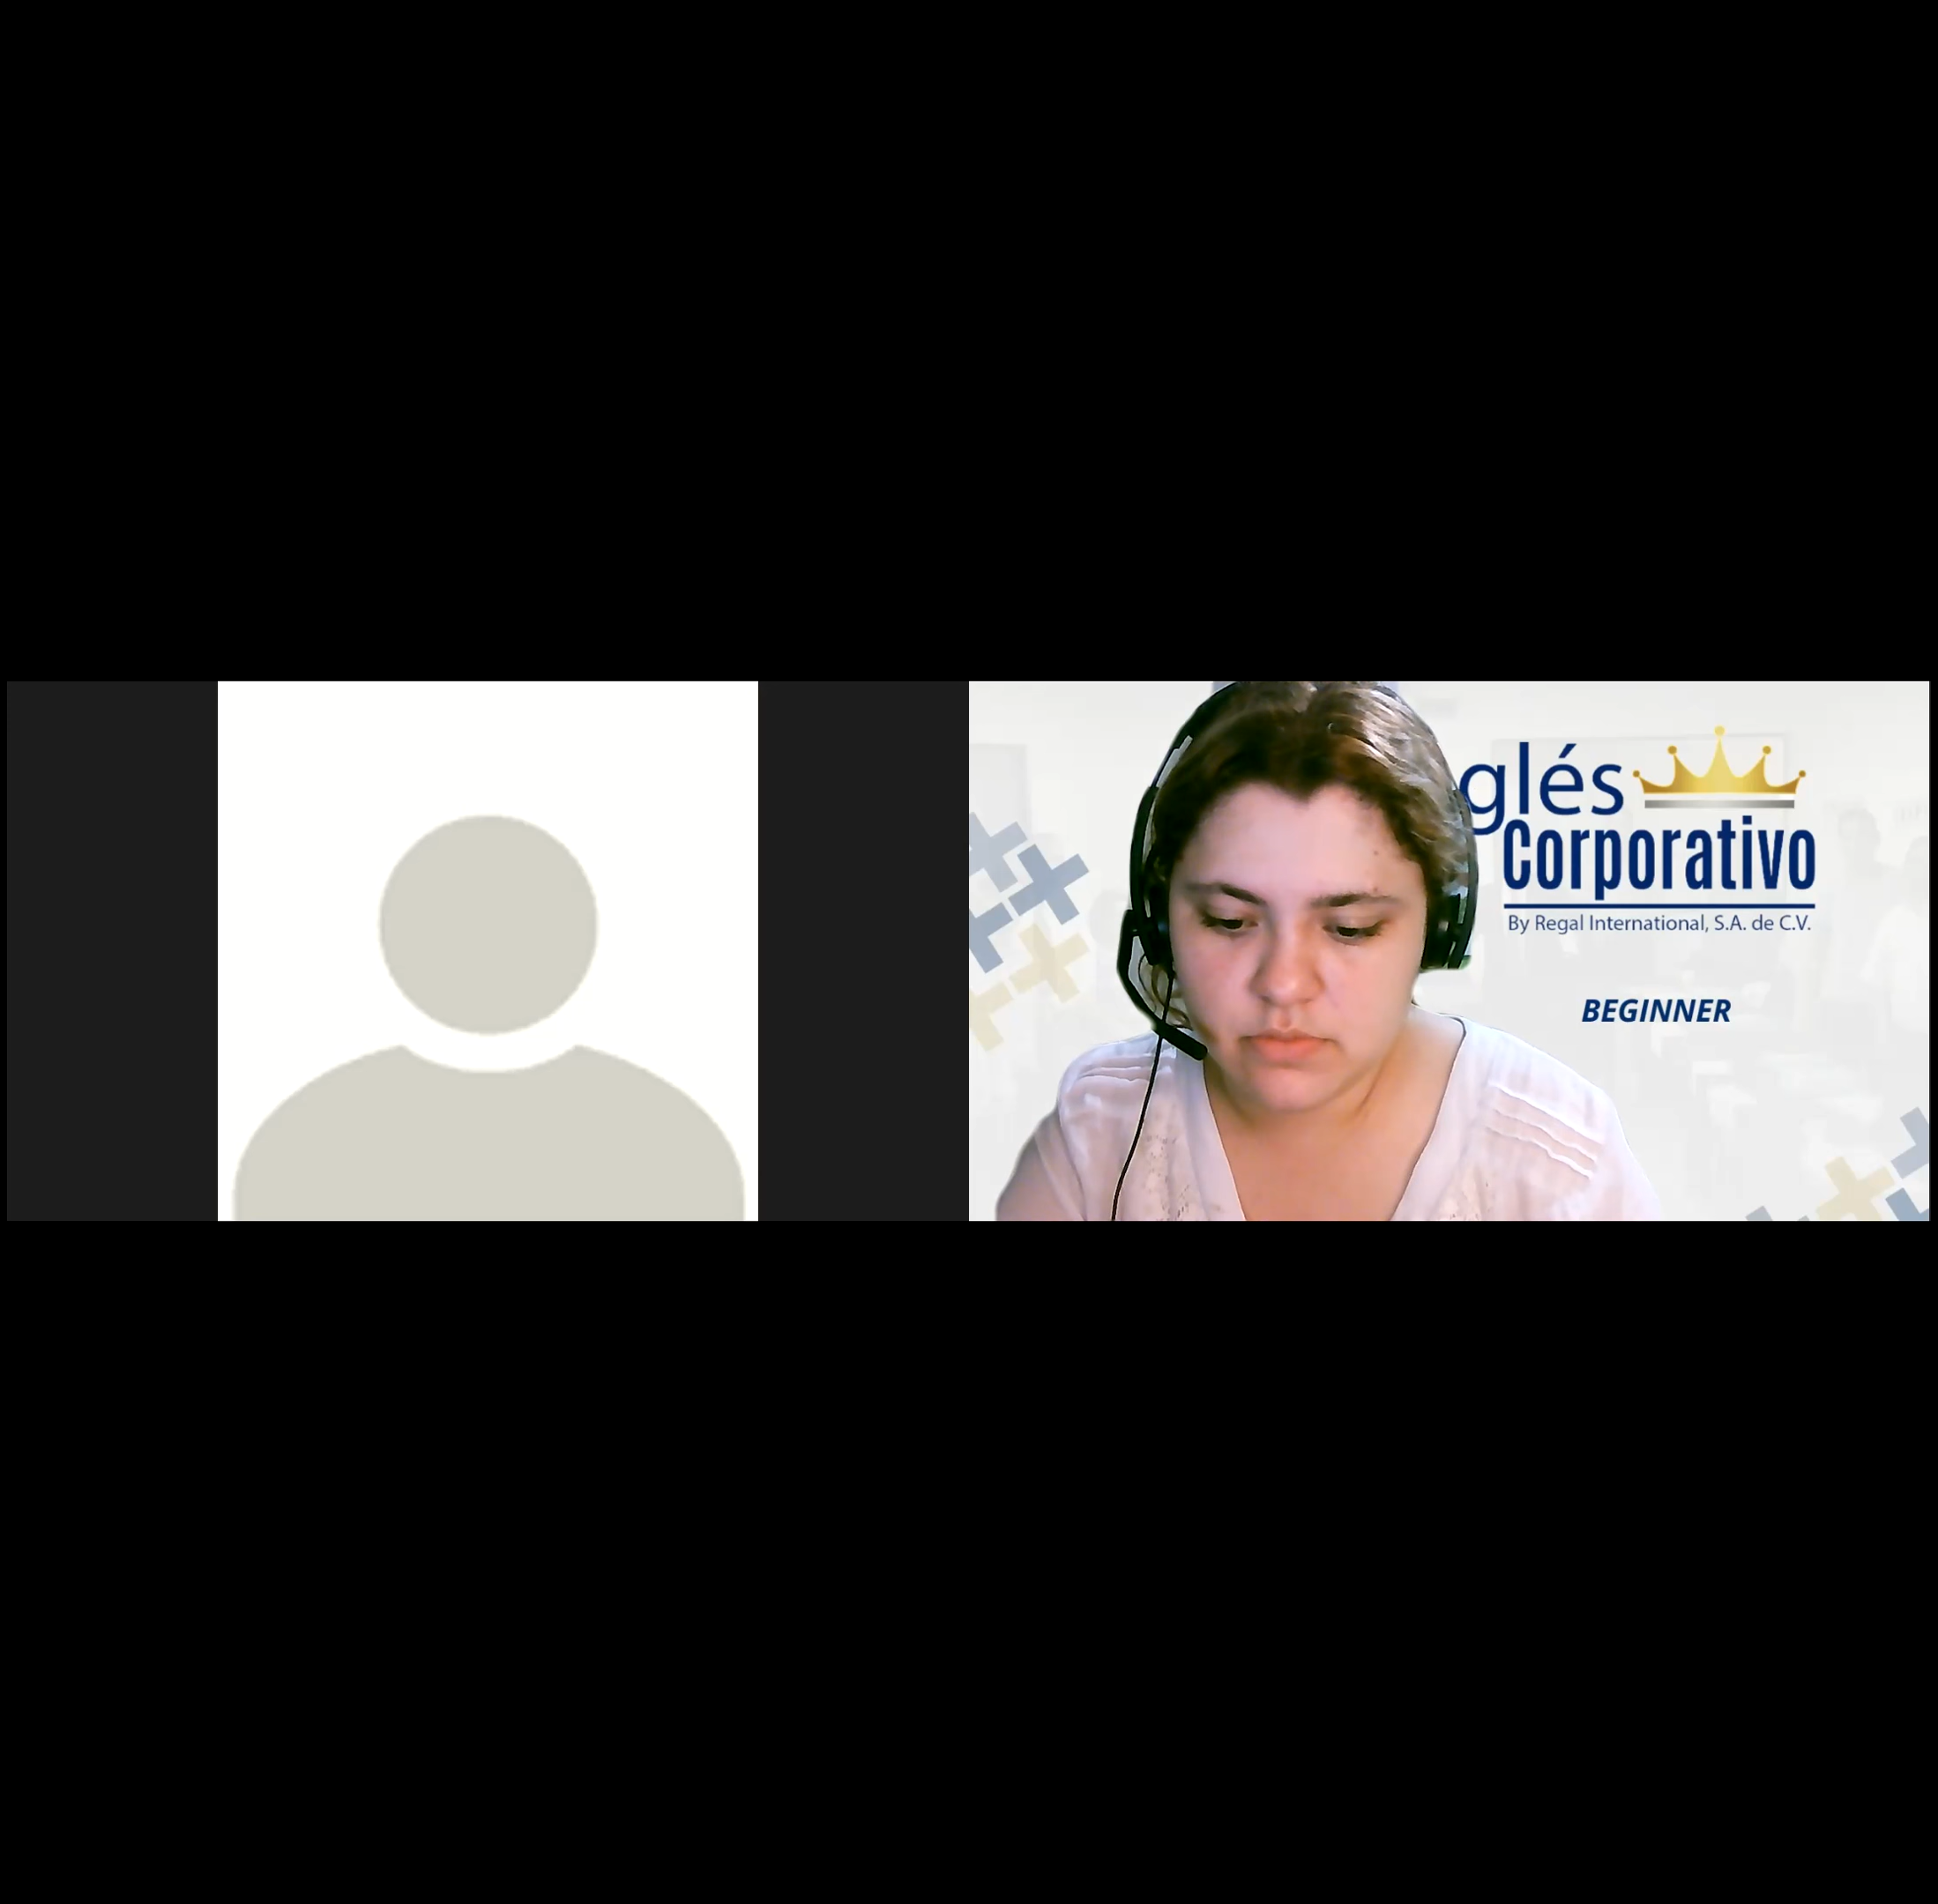 glés
Corporativo
By Regal International, S.A. de C.V.
BEGINNER